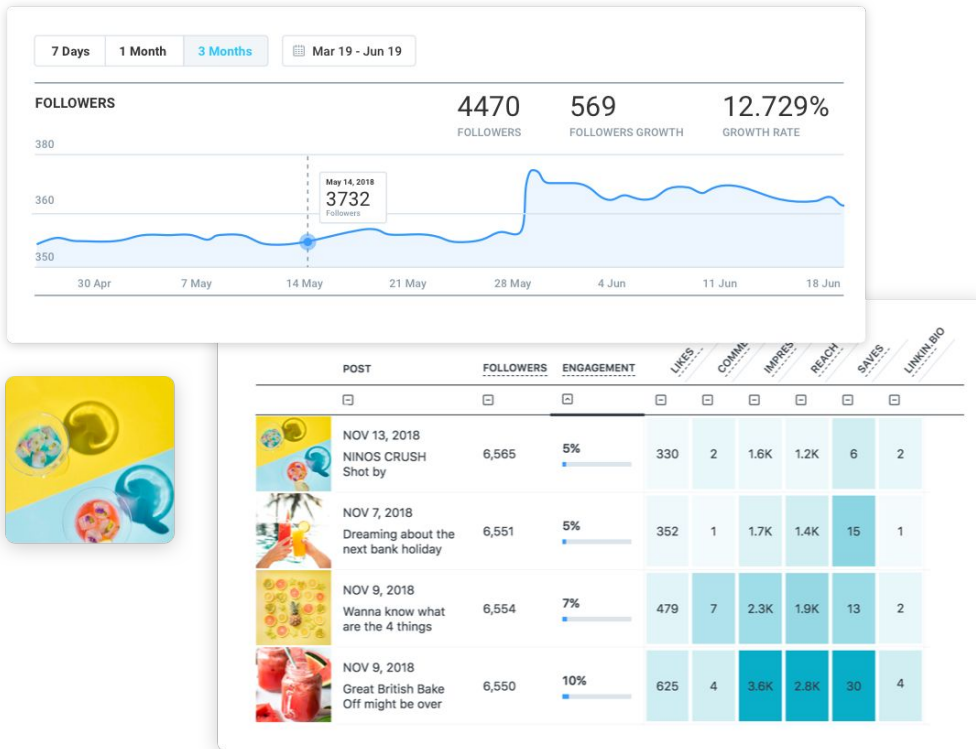 7 Days 1 Month 3 Months Mar 19 - Jun 19
FOLLOWERS
4470 569 12.729%
FOLLOWERS FOLLOWERS GROWTH GROWTH RATE
380
May 14, 2018
3732
Followers
360
350
30 Apr 7 May 14 May 21 May 28 May 4 Jun 11 Jun 18 Jun
POST FOLLOWERS ENGAGEMENT LIKES REACH SAVES LINKIN.BIO
NOV 13, 2018
NINOS CRUSH
Shot by
6,565 5% 330 2 1.6K 1.2K 6 2
NOV 7, 2018
Dreaming about the
next bank holiday
6,551 5% 352 1 1.7K 1.4K 15 1
NOV 9, 2018
Wanna know what
are the 4 things
6,554 7% 479 7 2.3K 1.9K 13 2
NOV 9, 2018
Great British Bake
Off might be over
6,550 10% 625 4 3.6K 2.8K 30 4